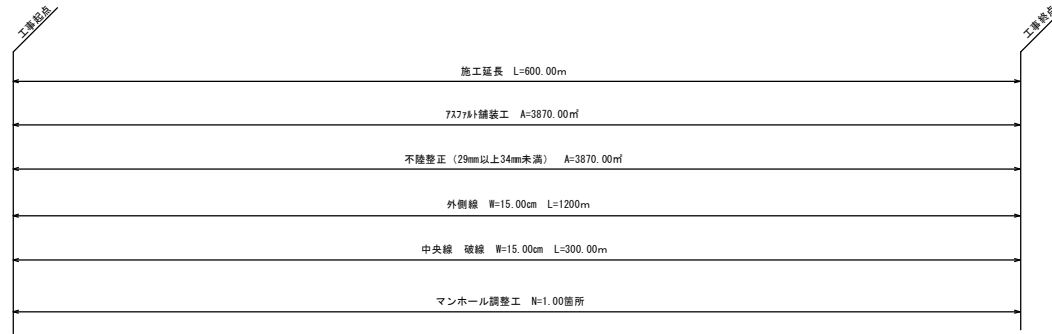 工事起点
工事終点
施工延長 L=600.00m
ｱｽﾌｧﾙﾄ舗装工 A=3870.00㎡
不陸整正（29mm以上34mm未満） A=3870.00㎡
外側線 W=15.00cm L=1200m
中央線 破線 W=15.00cm L=300.00m
マンホール調整工 N=1.00箇所